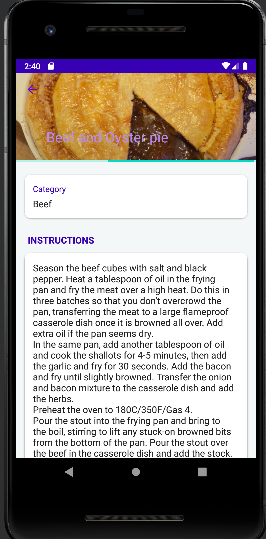 2:40
Beef and Oyster pie
Category
Beef
INSTRUCTIONS
Season the beef cubes with salt and black
pepper. Heat a tablespoon of oil in the frying
pan and fry the meat over a high heat. Do this in
three batches so that you don't overcrowd the
pan, transferring the meat to a large flameproof
casserole dish once it is browned all over. Add
extra oil if the pan seems dry.
In the same pan, add another tablespoon of oil
and cook the shallots for 4-5 minutes, then add
the garlic and fry for 30 seconds. Add the bacon
and fry until slightly browned. Transfer the onion
and bacon mixture to the casserole dish and add
the herbs.
Preheat the oven to 180C/350F/Gas 4.
Pour the stout into the frying pan and bring to
the boil, stirring to lift any stuck-on browned bits
from the bottom of the pan. Pour the stout over
the beef in the casserole dish and add the stock.